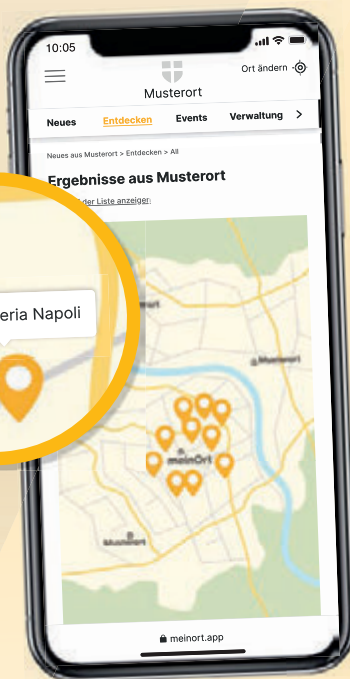 10:05
Ort ändern
Musterort
Neues Entdecken Events Verwaltung >
Neues aus Musterort > Entdecken > All
Ergebnisse aus Musterort
der Liste anzeigen
eria Napoli
Musterort
meinOrt
Musterort
meinort.app